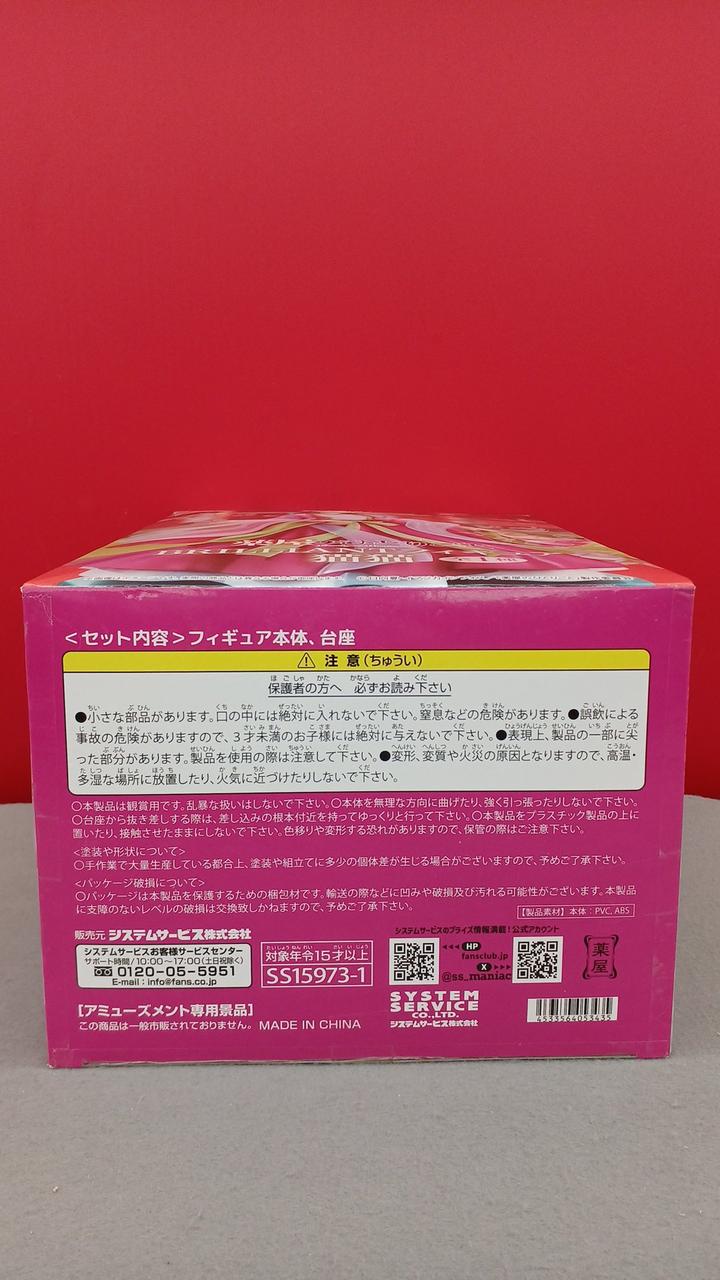 猫猫
<セット内容>フィギュア本体、台座
注意(ちゅうい)
保護者の方へ 必ずお読み下さい
●小さな部品があります。口の中には絶対に入れないで下さい。窒息などの危険があります。●誤飲による
事故の危険がありますので、3才未満のお子様には絶対に与えないで下さい。●表現上、製品の一部に尖
った部分があります。製品を使用の際は注意して下さい。●変形、変質や火災の原因となりますので、高温・
多湿な場所に放置したり、火気に近づけたりしないで下さい。
○本製品は観賞用です。乱暴な扱いはしないで下さい。○本体を無理な方向に曲げたり、強く引っ張ったりしないで下さい。
○台座から抜き差しする際は、差し込みの根本付近を持ってゆっくりと行って下さい。○本製品をプラスチック製品の上に
置いたり、接触させたままにしないで下さい。色移りや変形する恐れがありますので、保管の際はご注意下さい。
<塗装や形状について>
○手作業で大量生産している都合上、塗装や組立てに多少の個体差が生じる場合がございますので、予めご了承下さい。
<パッケージ破損について>
○パッケージは本製品を保護するための梱包材です。輸送の際などに凹みや破損及び汚れる可能性がございます。本製品
に支障のないレベルの破損は交換致しかねますので、予めご了承下さい。
【製品素材】本体：PVC, ABS
販売元 システムサービス株式会社
システムサービスお客様サービスセンター
サポート時間/10:00〜17:00(土日祝除く)
0120-05-5951
E-mail : info@fans.co.jp
対象年令15才以上
SS15973-1
システムサービスのプライズ情報満載！公式アカウント
HP
fansclub.jp
X
@ss_maniac
薬屋
SYSTEM
SERVICE
CO.,LTD.
システムサービス株式会社
4533564053435
【アミューズメント専用景品】
この商品は一般市販されておりません。 MADE IN CHINA